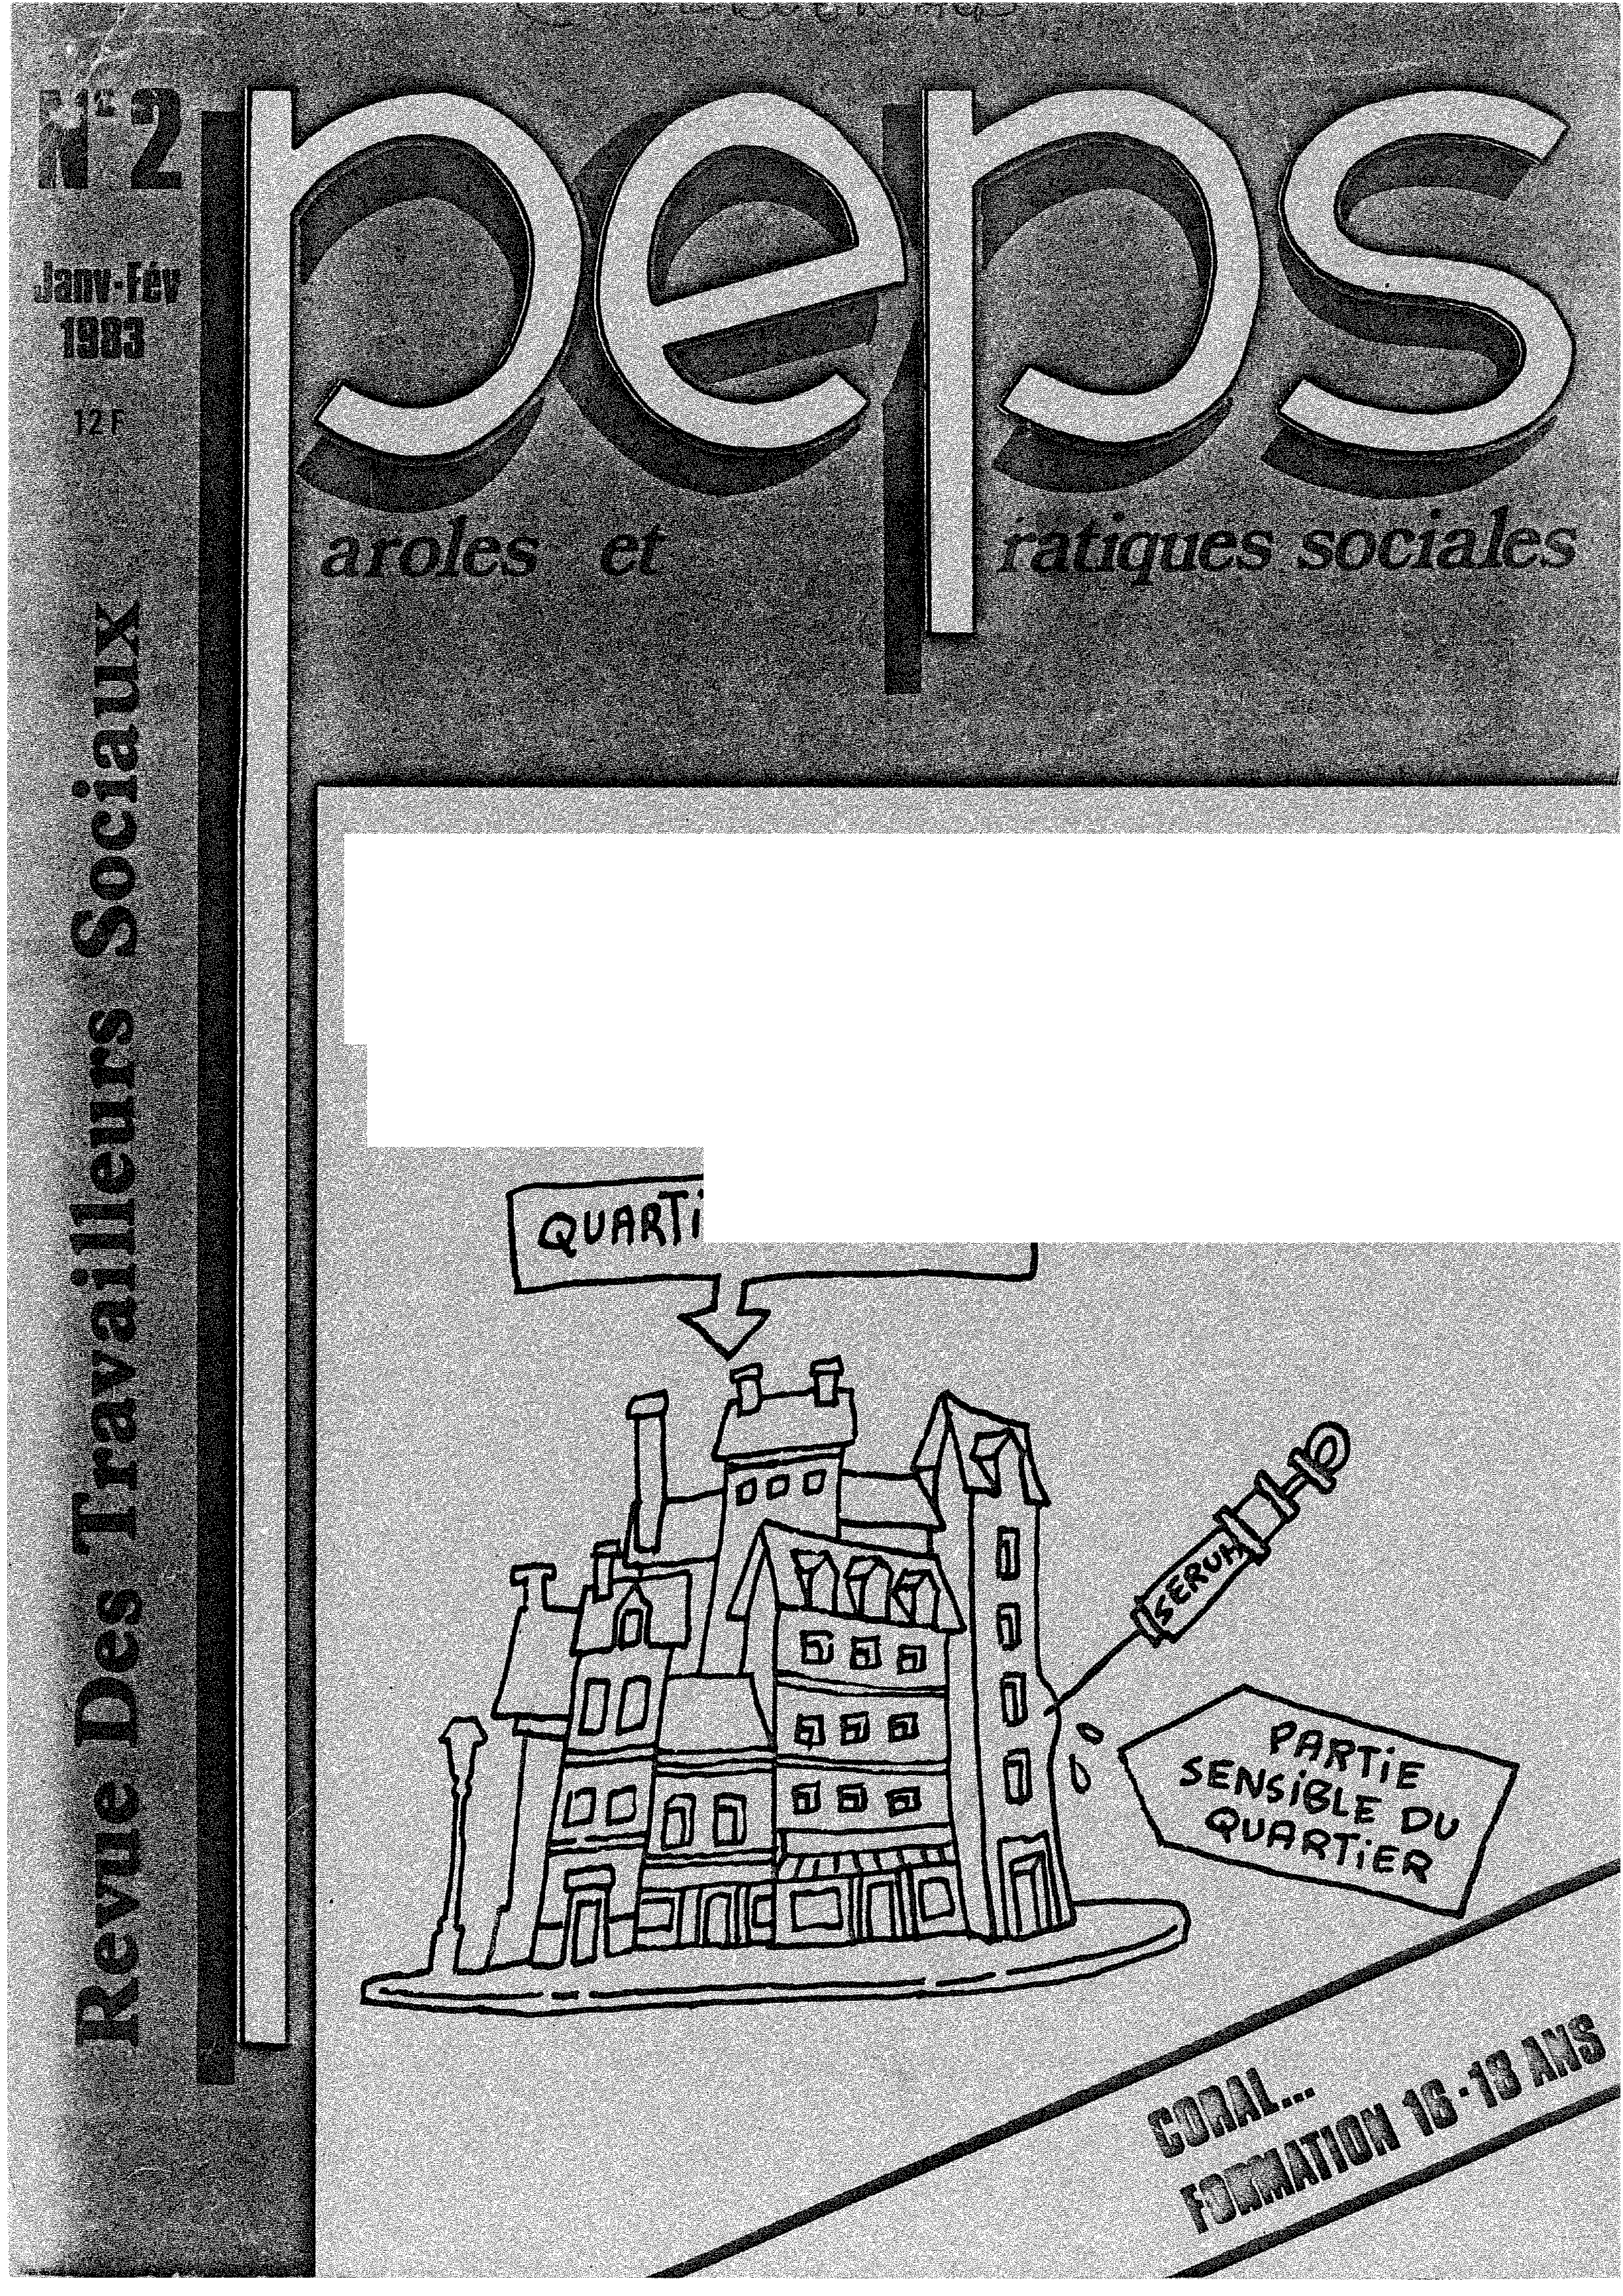 N° 2
Janv-Fév
1983
12 F
peps
aroles et ratiques sociales
Revue Des Travailleurs Sociaux
SERUM
PARTiE
SENSiBLE DU
QUARTiER
CORAL...
FORMATION 16-18 ANS